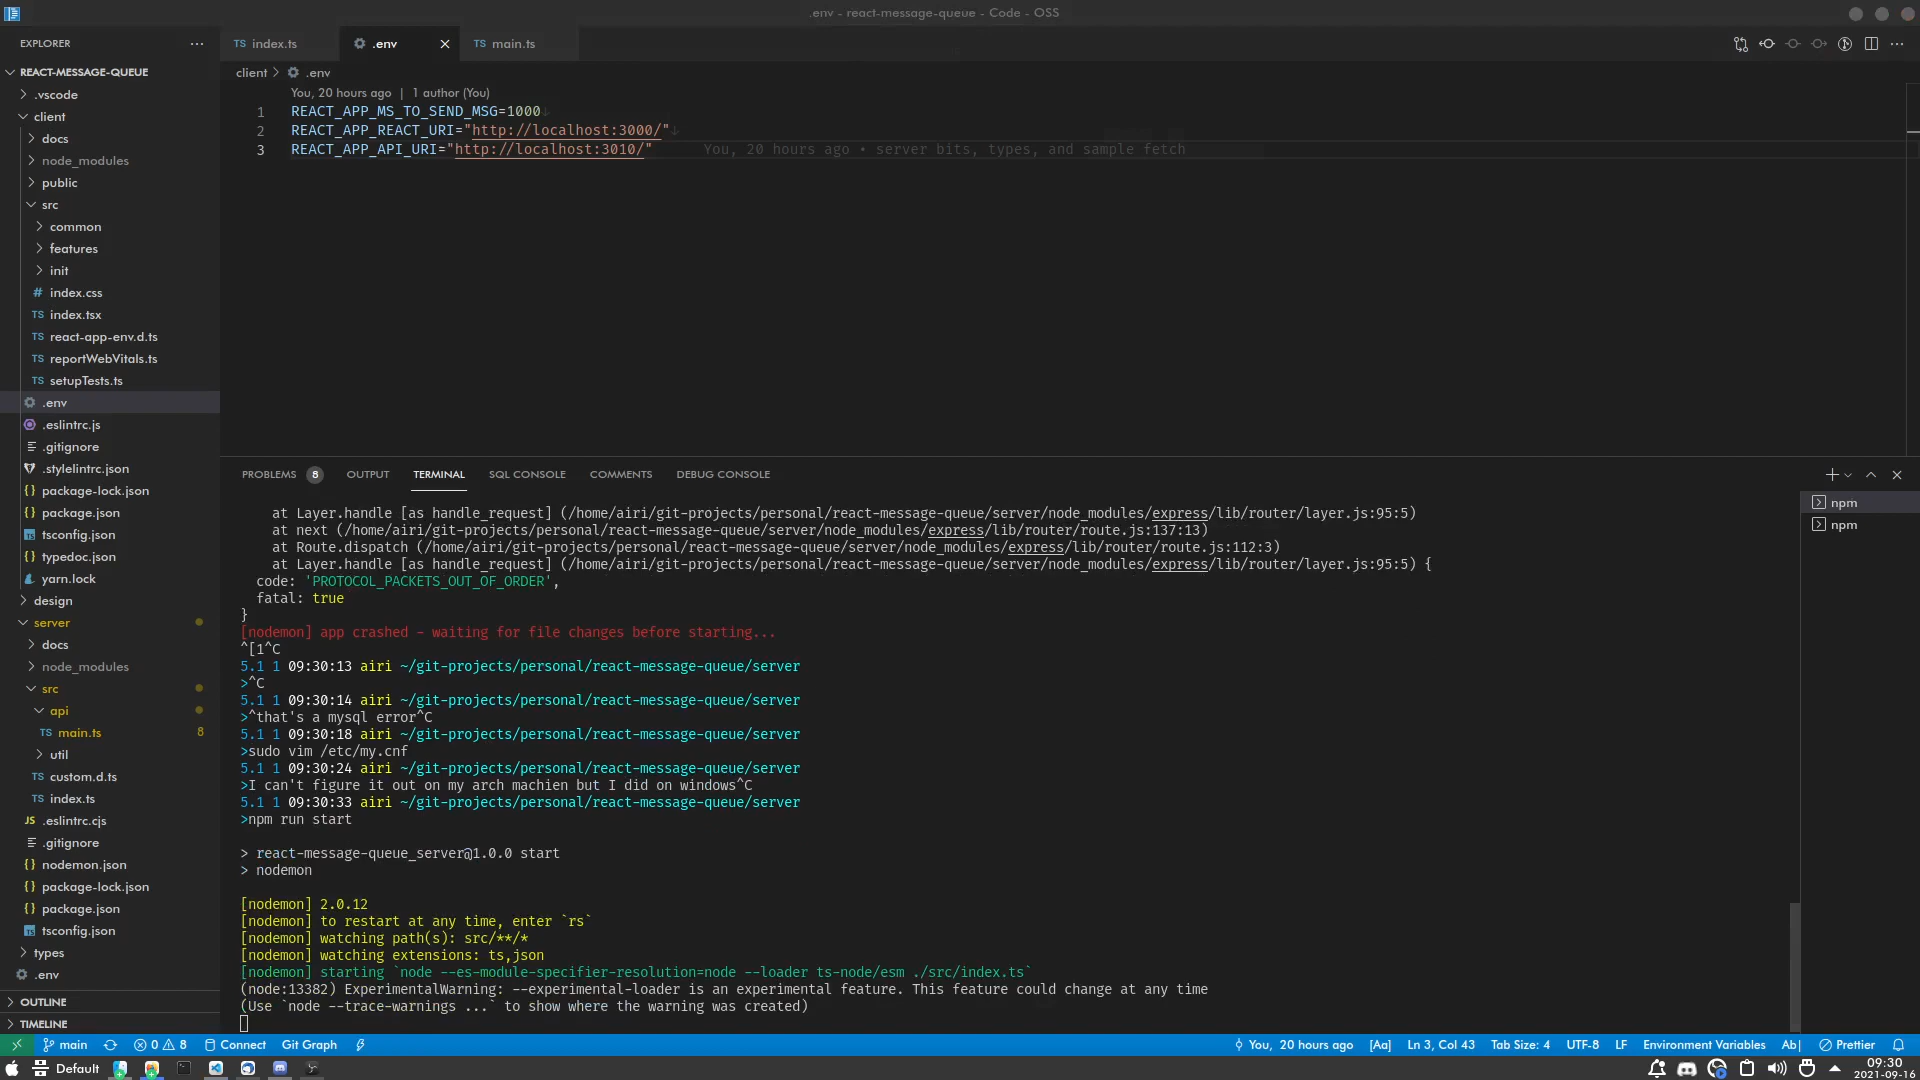 .env - react-message-queue - Code - OSS
EXPLORER
TS index.ts
.env
TS main.ts
REACT-MESSAGE-QUEUE
.vscode
client
docs
node_modules
public
src
common
features
init
# index.css
TS index.tsx
TS react-app-env.d.ts
TS reportWebVitals.ts
TS setupTests.ts
.env
.eslintrc.js
.gitignore
.stylelintrc.json
{} package-lock.json
{} package.json
tsconfig.json
{} typedoc.json
yarn.lock
design
server
docs
node_modules
src
api
TS main.ts 8
util
TS custom.d.ts
TS index.ts
JS .eslintrc.cjs
.gitignore
{} nodemon.json
{} package-lock.json
{} package.json
tsconfig.json
types
.env
OUTLINE
TIMELINE
client > .env
You, 20 hours ago | 1 author (You)
1 REACT_APP_MS_TO_SEND_MSG=1000↓
2 REACT_APP_REACT_URI="http://localhost:3000/"↓
3 REACT_APP_API_URI="http://localhost:3010/" You, 20 hours ago • server bits, types, and sample fetch
PROBLEMS 8 OUTPUT TERMINAL SQL CONSOLE COMMENTS DEBUG CONSOLE
npm
npm
at Layer.handle [as handle_request] (/home/airi/git-projects/personal/react-message-queue/server/node_modules/express/lib/router/layer.js:95:5)
at next (/home/airi/git-projects/personal/react-message-queue/server/node_modules/express/lib/router/route.js:137:13)
at Route.dispatch (/home/airi/git-projects/personal/react-message-queue/server/node_modules/express/lib/router/route.js:112:3)
at Layer.handle [as handle_request] (/home/airi/git-projects/personal/react-message-queue/server/node_modules/express/lib/router/layer.js:95:5) {
code: 'PROTOCOL_PACKETS_OUT_OF_ORDER',
fatal: true
}
[nodemon] app crashed - waiting for file changes before starting...
^[1^C
5.1 1 09:30:13 airi ~/git-projects/personal/react-message-queue/server
>^C
5.1 1 09:30:14 airi ~/git-projects/personal/react-message-queue/server
>^that's a mysql error^C
5.1 1 09:30:18 airi ~/git-projects/personal/react-message-queue/server
>sudo vim /etc/my.cnf
5.1 1 09:30:24 airi ~/git-projects/personal/react-message-queue/server
>I can't figure it out on my arch machien but I did on windows^C
5.1 1 09:30:33 airi ~/git-projects/personal/react-message-queue/server
>npm run start
> react-message-queue_server@1.0.0 start
> nodemon
[nodemon] 2.0.12
[nodemon] to restart at any time, enter `rs`
[nodemon] watching path(s): src/**/*
[nodemon] watching extensions: ts,json
[nodemon] starting `node --es-module-specifier-resolution=node --loader ts-node/esm ./src/index.ts`
(node:13382) ExperimentalWarning: --experimental-loader is an experimental feature. This feature could change at any time
(Use `node --trace-warnings ...` to show where the warning was created)
main 0 8 Connect Git Graph You, 20 hours ago [Aa] Ln 3, Col 43 Tab Size: 4 UTF-8 LF Environment Variables Ab| Prettier
Default
09:30
2021-09-16